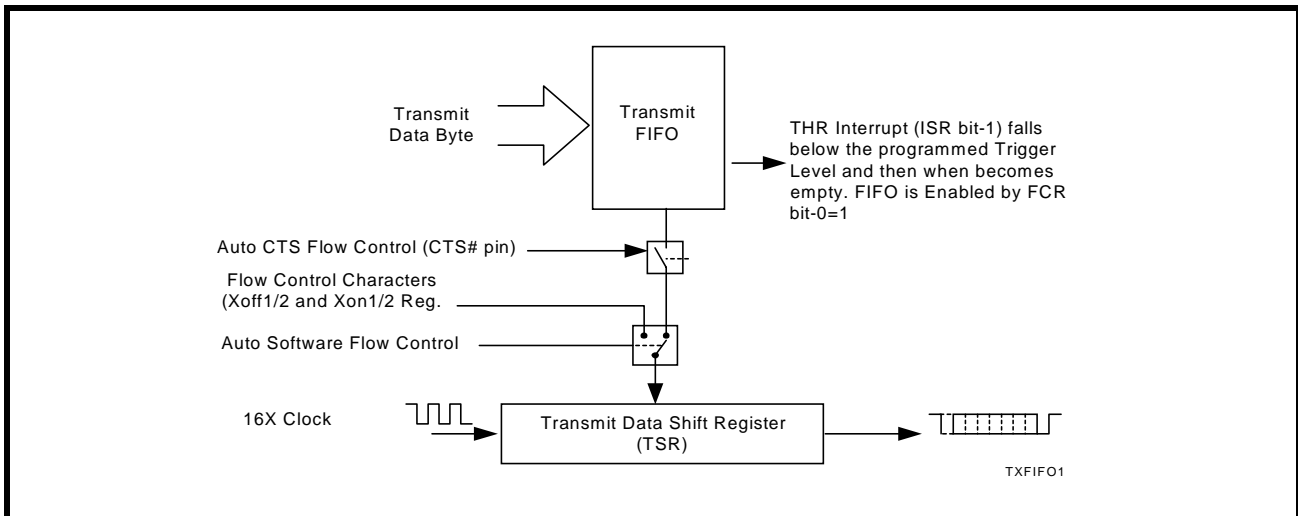 Transmit
Data Byte
Transmit
FIFO
THR Interrupt (ISR bit-1) falls
below the programmed Trigger
Level and then when becomes
empty. FIFO is Enabled by FCR
bit-0=1
Auto CTS Flow Control (CTS# pin)
Flow Control Characters
(Xoff1/2 and Xon1/2 Reg.
Auto Software Flow Control
16X Clock
Transmit Data Shift Register
(TSR)
TXFIFO1